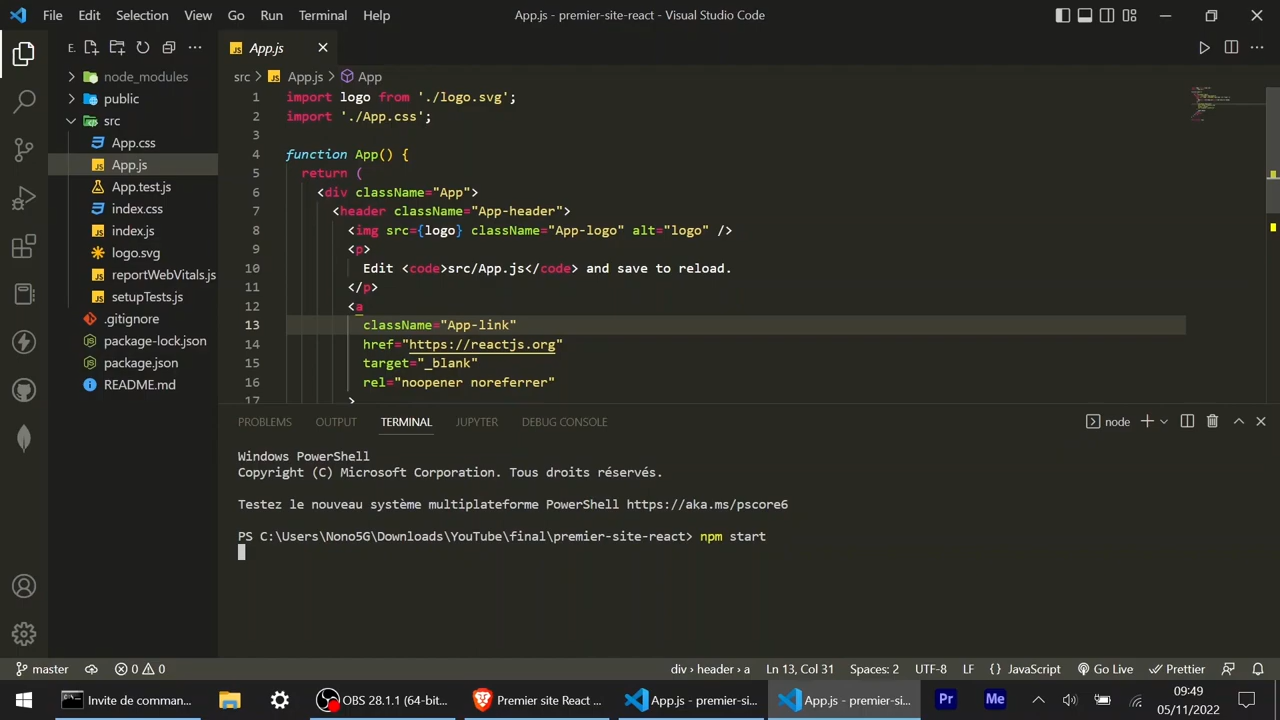 File Edit Selection View Go Run Terminal Help
App.js - premier-site-react - Visual Studio Code
E.
node_modules
public
src
App.css
App.js
App.test.js
index.css
index.js
logo.svg
reportWebVitals.js
setupTests.js
.gitignore
package-lock.json
package.json
README.md
App.js
src > App.js > App
1 import logo from './logo.svg';
2 import './App.css';
3
4 function App() {
5 return (
6 <div className="App">
7 <header className="App-header">
8 <img src={logo} className="App-logo" alt="logo" />
9 <p>
10 Edit <code>src/App.js</code> and save to reload.
11 </p>
12 <a
13 className="App-link"
14 href="https://reactjs.org"
15 target="_blank"
16 rel="noopener noreferrer"
17 >
PROBLEMS OUTPUT TERMINAL JUPYTER DEBUG CONSOLE
node
Windows PowerShell
Copyright (C) Microsoft Corporation. Tous droits réservés.
Testez le nouveau système multiplateforme PowerShell https://aka.ms/pscore6
PS C:\Users\Nono5G\Downloads\YouTube\final\premier-site-react> npm start
master 0 0
div > header > a Ln 13, Col 31 Spaces: 2 UTF-8 LF {} JavaScript Go Live Prettier
Invite de comman... OBS 28.1.1 (64-bit... Premier site React ... App.js - premier-si... App.js - premier-si... Pr Me
09:49
05/11/2022